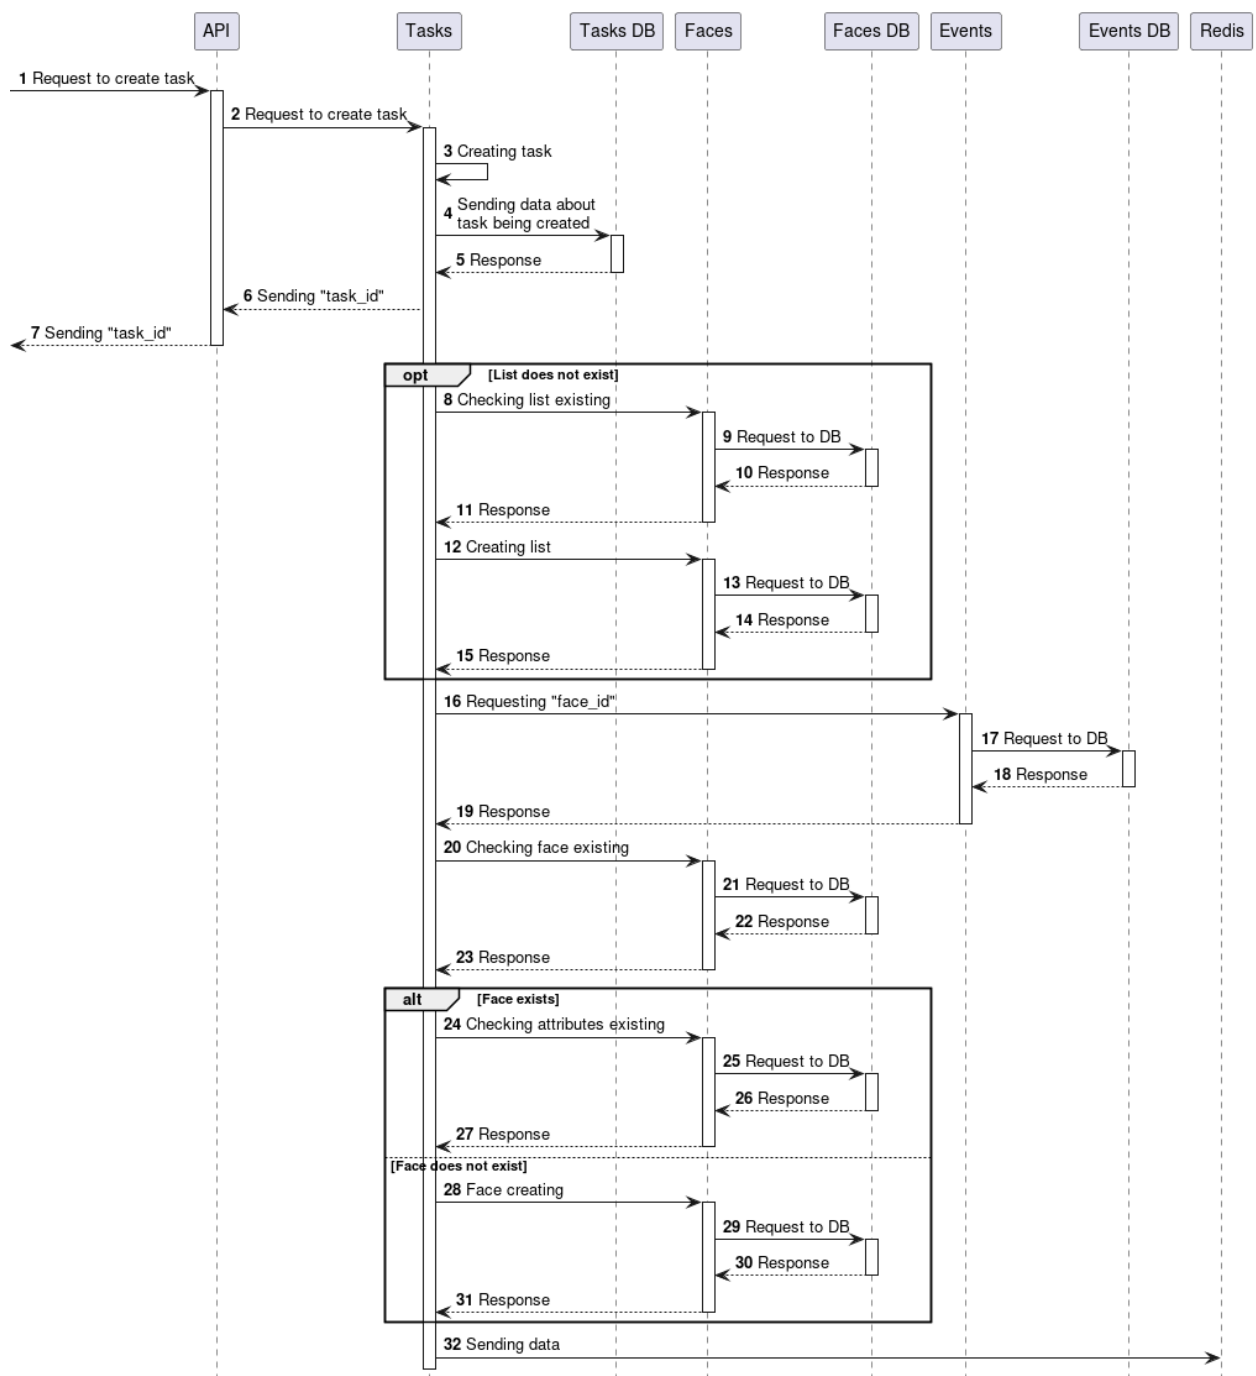 API
Tasks
Tasks DB
Faces
Faces DB
Events
Events DB
Redis
1 Request to create task
2 Request to create task
3 Creating task
4 Sending data about
task being created
5 Response
6 Sending "task_id"
7 Sending "task_id"
opt [List does not exist]
8 Checking list existing
9 Request to DB
10 Response
11 Response
12 Creating list
13 Request to DB
14 Response
15 Response
16 Requesting "face_id"
17 Request to DB
18 Response
19 Response
20 Checking face existing
21 Request to DB
22 Response
23 Response
alt [Face exists]
24 Checking attributes existing
25 Request to DB
26 Response
27 Response
[Face does not exist]
28 Face creating
29 Request to DB
30 Response
31 Response
32 Sending data